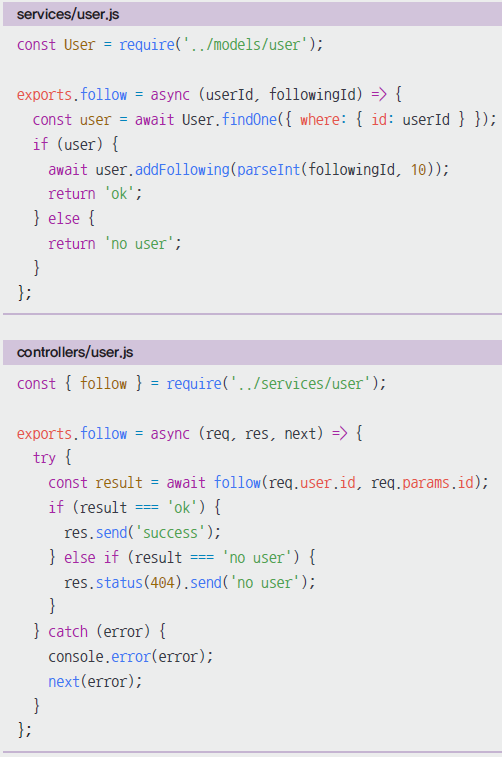 services/user.js
const User = require('../models/user');
exports.follow = async (userId, followingId) => {
  const user = await User.findOne({ where: { id: userId } });
  if (user) {
    await user.addFollowing(parseInt(followingId, 10));
    return 'ok';
  } else {
    return 'no user';
  }
};
controllers/user.js
const { follow } = require('../services/user');
exports.follow = async (req, res, next) => {
  try {
    const result = await follow(req.user.id, req.params.id);
    if (result === 'ok') {
      res.send('success');
    } else if (result === 'no user') {
      res.status(404).send('no user');
    }
  } catch (error) {
    console.error(error);
    next(error);
  }
};